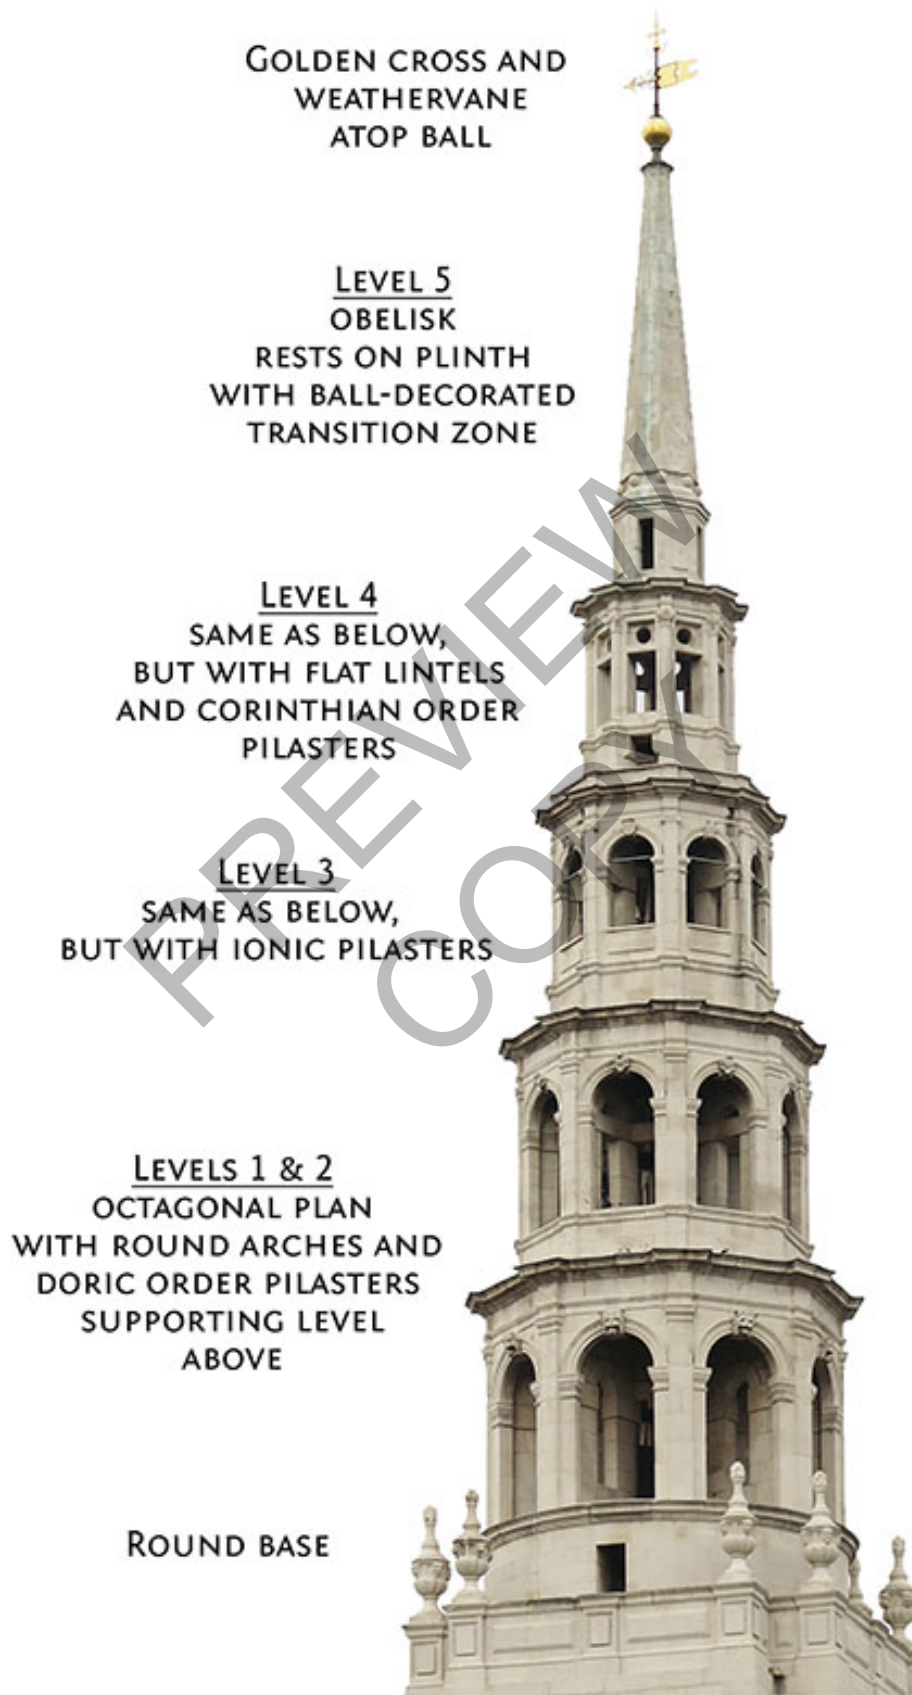 Golden cross and
weathervane
atop ball
Level 5
obelisk
rests on plinth
with ball-decorated
transition zone
Level 4
same as below,
but with flat lintels
and Corinthian order
pilasters
Level 3
same as below,
but with Ionic pilasters
Levels 1 & 2
octagonal plan
with round arches and
Doric order pilasters
supporting level
above
Round base
PREVIEW
COPY